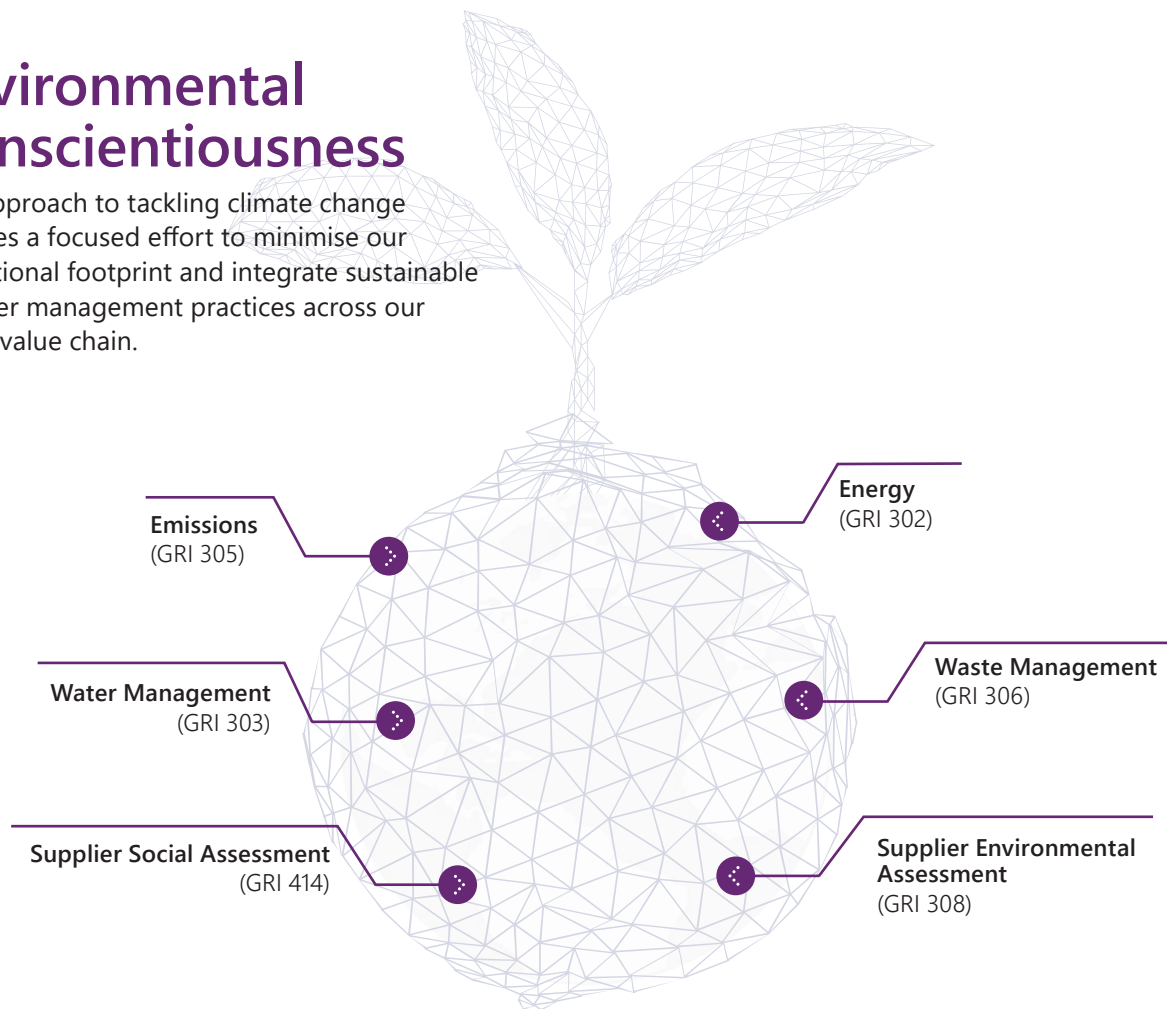 vironmental
nscientiousness
pproach to tackling climate change
es a focused effort to minimise our
tional footprint and integrate sustainable
er management practices across our
value chain.
Energy
(GRI 302)
Emissions
(GRI 305)
Waste Management
(GRI 306)
Water Management
(GRI 303)
Supplier Environmental
Assessment
(GRI 308)
Supplier Social Assessment
(GRI 414)